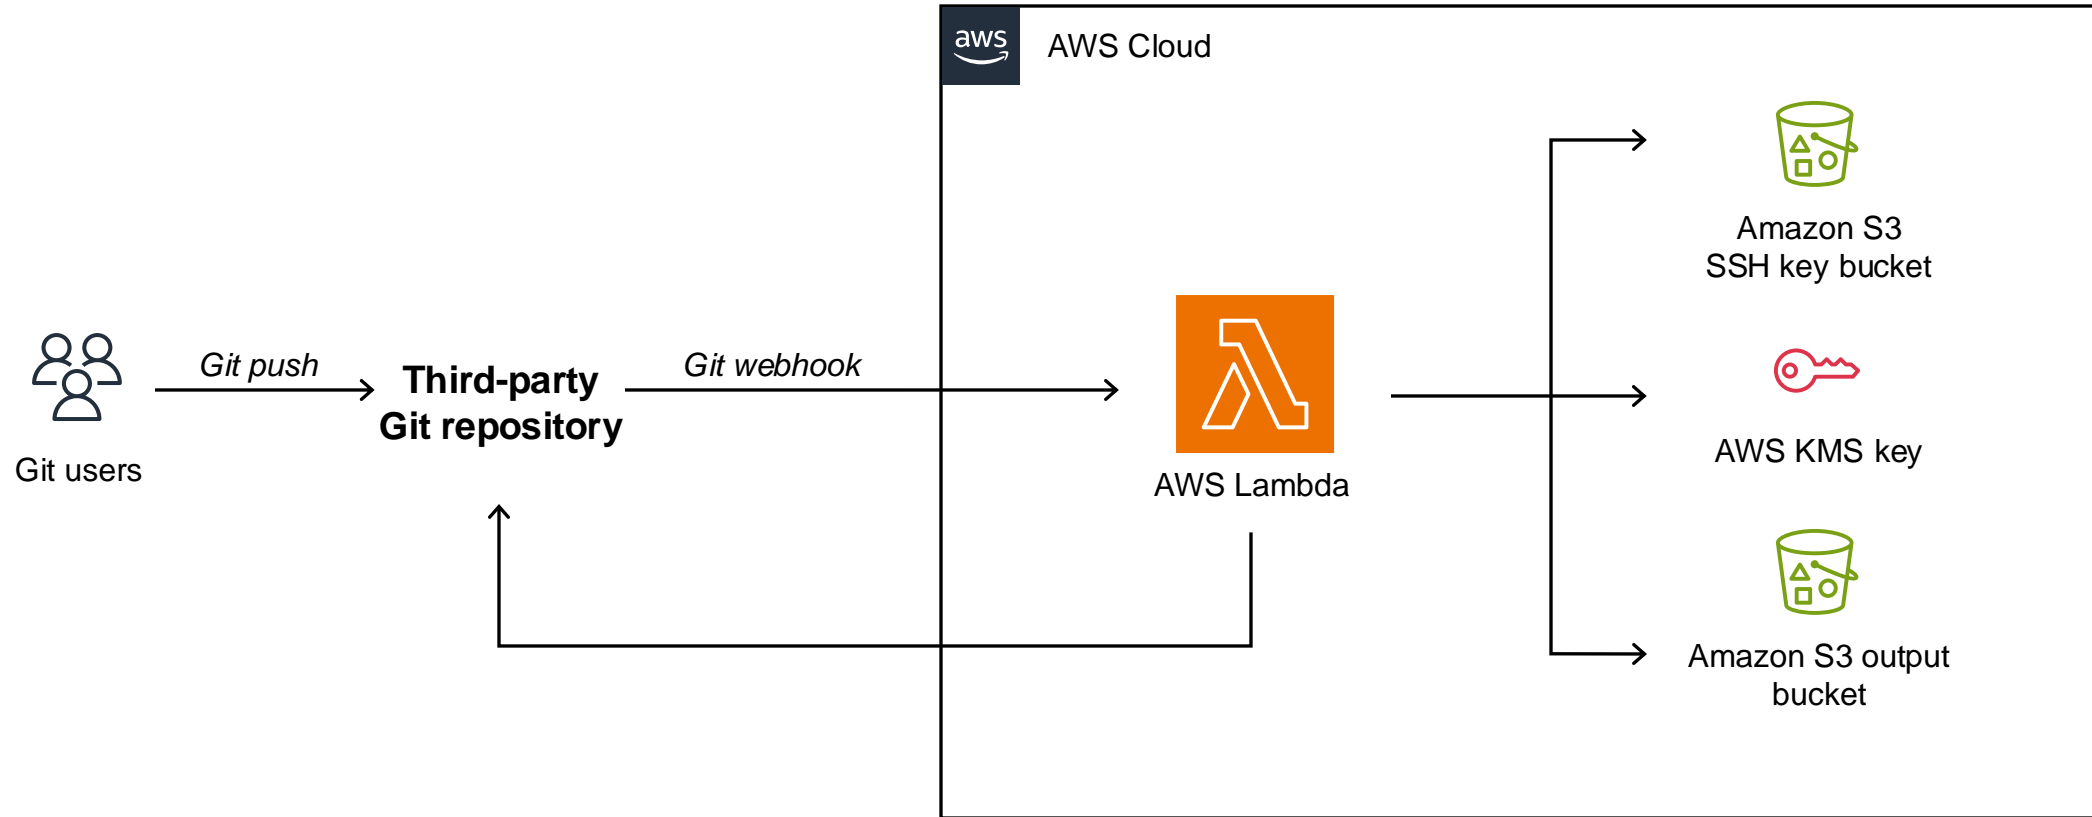 aws
AWS Cloud
Amazon S3
SSH key bucket
Git push
Third-party
Git repository
Git webhook
Git users
AWS Lambda
AWS KMS key
Amazon S3 output
bucket